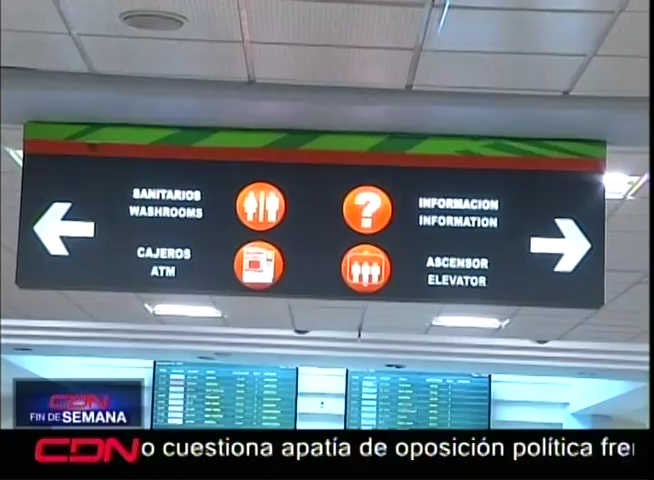 SANITARIOS
WASHROOMS
CAJEROS
ATM
?
INFORMACION
INFORMATION
ASCENSOR
ELEVATOR
CDN
FIN DE SEMANA
CDN o cuestiona apatía de oposición política fre